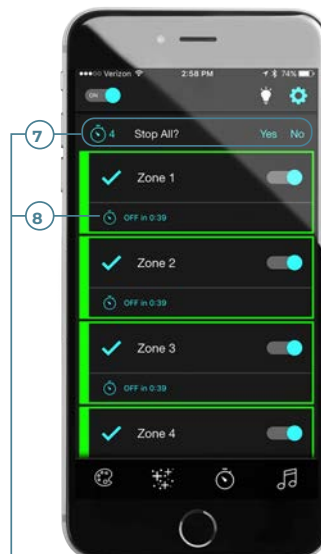 Verizon 2:58 PM 74%
ON
7
4 Stop All? Yes No
Zone 1
8
OFF in 0:39
Zone 2
OFF in 0:39
Zone 3
OFF in 0:39
Zone 4